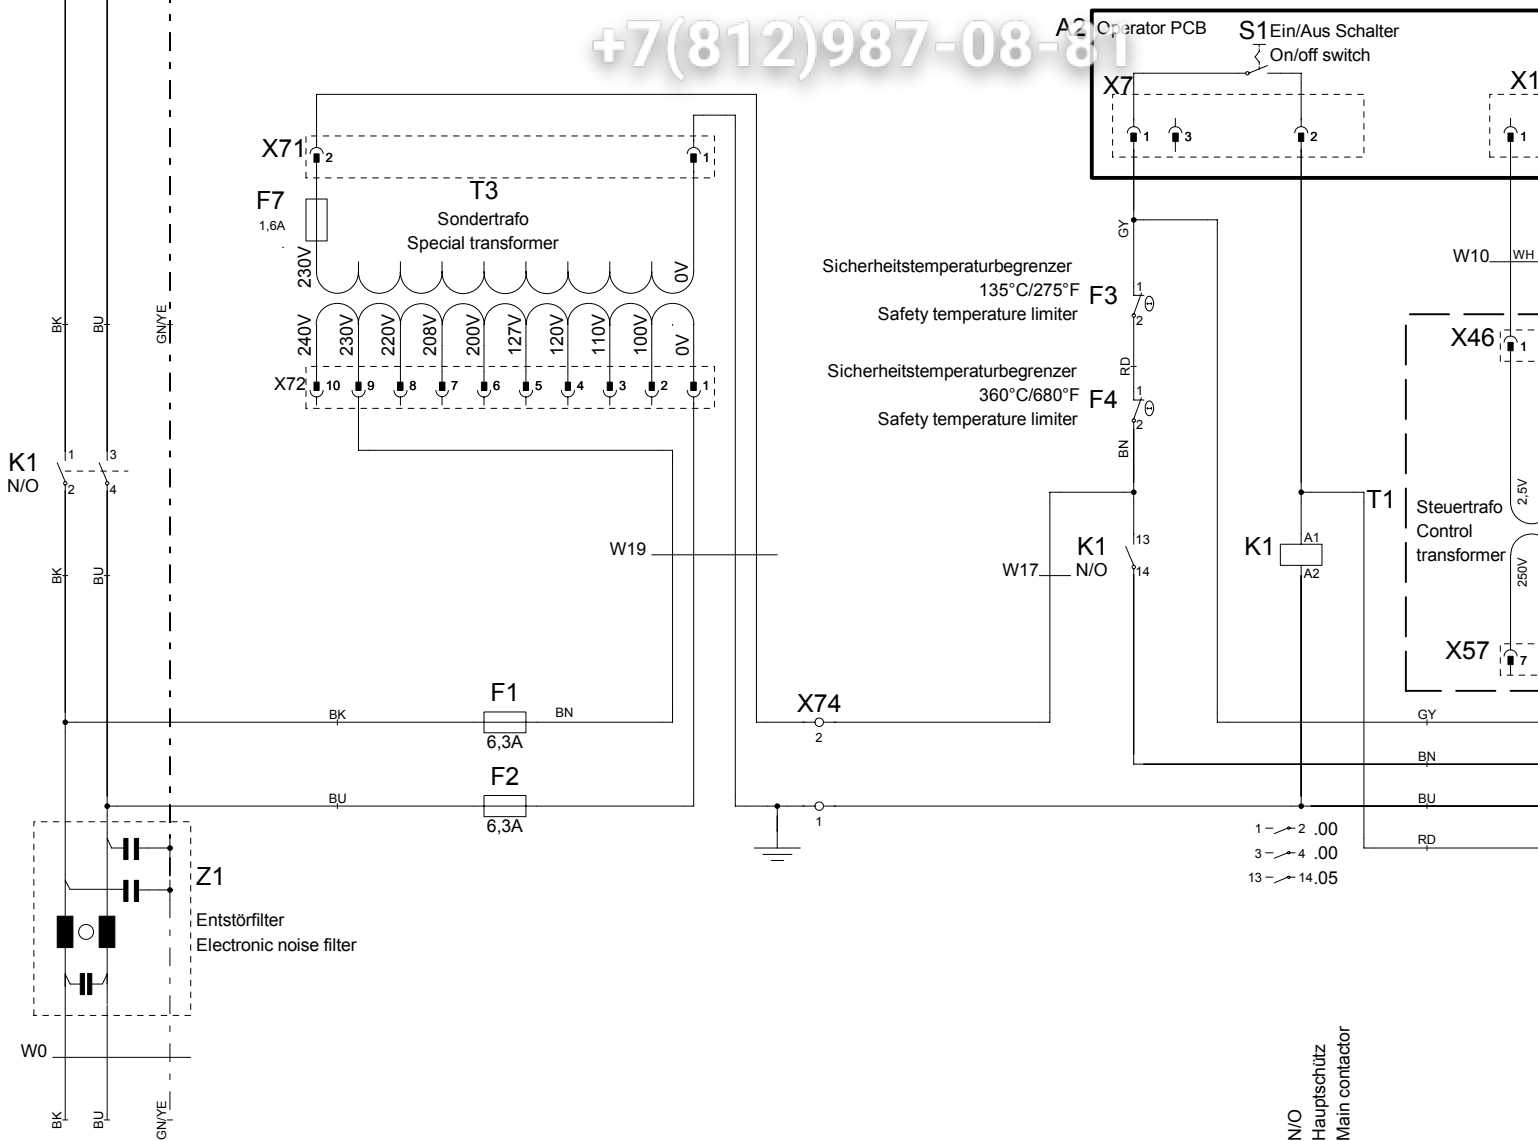 +7(812)987-08-81
A2 Operator PCB
S1 Ein/Aus Schalter
On/off switch
X7
1
3
2
X1
1
X71
2
1
F7
1,6A
T3
Sondertrafo
Special transformer
230V
0V
240V
230V
220V
208V
200V
127V
120V
110V
100V
0V
X72
10
9
8
7
6
5
4
3
2
1
GY
Sicherheitstemperaturbegrenzer
135°C/275°F
Safety temperature limiter
F3
1
2
RD
Sicherheitstemperaturbegrenzer
360°C/680°F
Safety temperature limiter
F4
1
2
BN
W10
WH
X46
1
BK
BU
GN/YE
K1
N/O
1
2
3
4
BK
BU
W19
W17
K1
N/O
13
14
K1
A1
A2
T1
Steuertrafo
Control
transformer
2,5V
250V
X57
7
BK
F1
6,3A
BN
X74
2
GY
BN
BU
F2
6,3A
1
BU
RD
1
2 .00
3
4 .00
13
14 .05
Z1
Entstörfilter
Electronic noise filter
W0
BK
BU
GN/YE
N/O
Hauptschütz
Main contactor